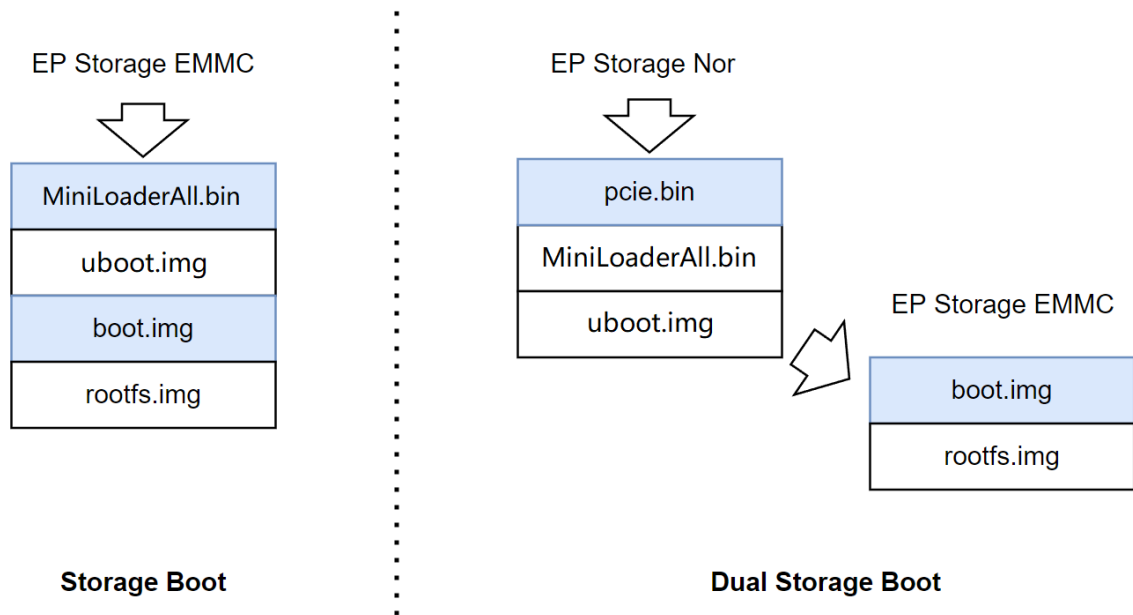 EP Storage EMMC
MiniLoaderAll.bin
uboot.img
boot.img
rootfs.img
Storage Boot
EP Storage Nor
pcie.bin
MiniLoaderAll.bin
uboot.img
EP Storage EMMC
boot.img
rootfs.img
Dual Storage Boot